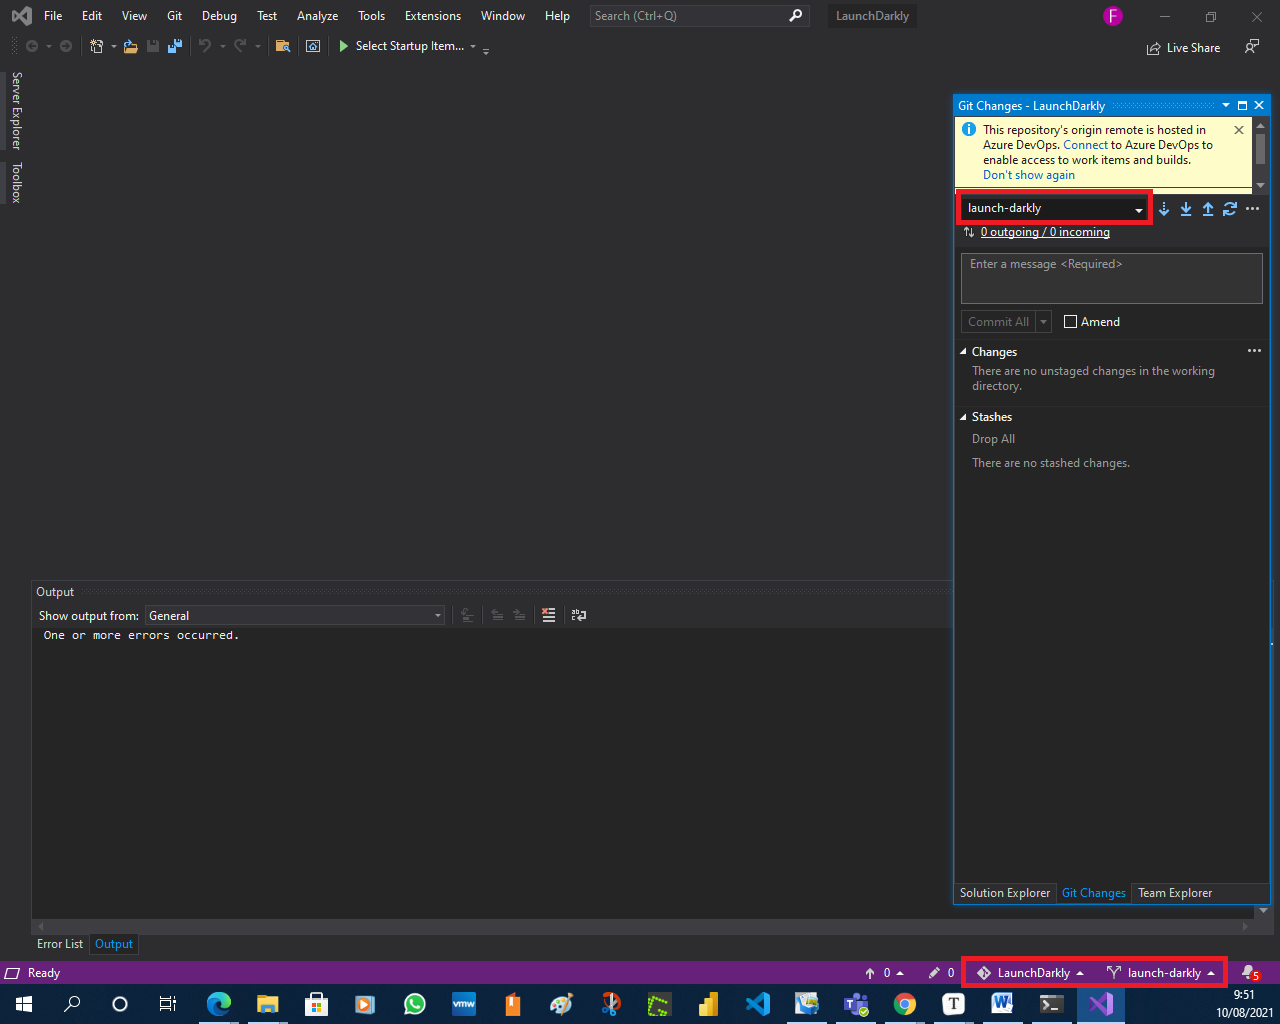 File Edit View Git Debug Test Analyze Tools Extensions Window Help Search (Ctrl+Q) LaunchDarkly F
Select Startup Item... Live Share
Server Explorer
Toolbox
Git Changes - LaunchDarkly
This repository's origin remote is hosted in
Azure DevOps. Connect to Azure DevOps to
enable access to work items and builds.
Don't show again
launch-darkly
0 outgoing / 0 incoming
Enter a message <Required>
Commit All Amend
Changes
There are no unstaged changes in the working
directory.
Stashes
Drop All
There are no stashed changes.
Output
Show output from: General
One or more errors occurred.
Solution Explorer Git Changes Team Explorer
Error List Output
Ready 0 0 LaunchDarkly launch-darkly 5
vmw T W
9:51
10/08/2021